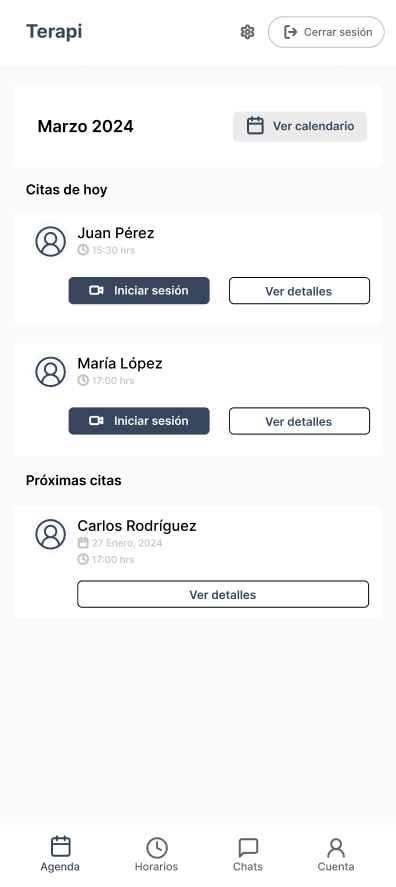 Terapi
Cerrar sesión
Marzo 2024
Ver calendario
Citas de hoy
Juan Pérez
15:30 hrs
Iniciar sesión
Ver detalles
María López
17:00 hrs
Iniciar sesión
Ver detalles
Próximas citas
Carlos Rodríguez
27 Enero, 2024
17:00 hrs
Ver detalles
Agenda
Horarios
Chats
Cuenta